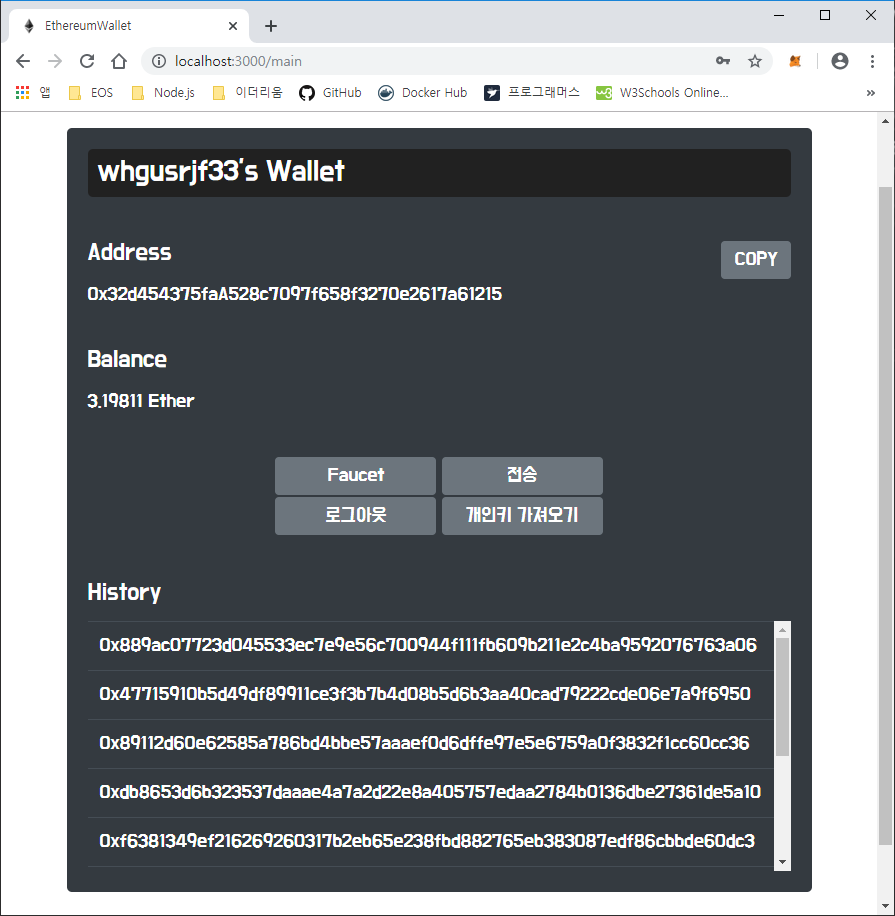 EthereumWallet
localhost:3000/main
앱 EOS Node.js 이더리움 GitHub Docker Hub 프로그래머스 W3Schools Online...
whgusrjf33's Wallet
Address
COPY
0x32d454375faA528c7097f658f3270e2617a61215
Balance
3.19811 Ether
Faucet 전송
로그아웃 개인키 가져오기
History
0x889ac07723d045533ec7e9e56c700944f111fb609b211e2c4ba9592076763a06
0x47715910b5d49df89911ce3f3b7b4d08b5d6b3aa40cad79222cde06e7a9f6950
0x89112d60e62585a786bd4bbe57aaaef0d6dffe97e5e6759a0f3832f1cc60cc36
0xdb8653d6b323537daaae4a7a2d22e8a405757edaa2784b0136dbe27361de5a10
0xf6381349ef216269260317b2eb65e238fbd882765eb383087edf86cbbde60dc3